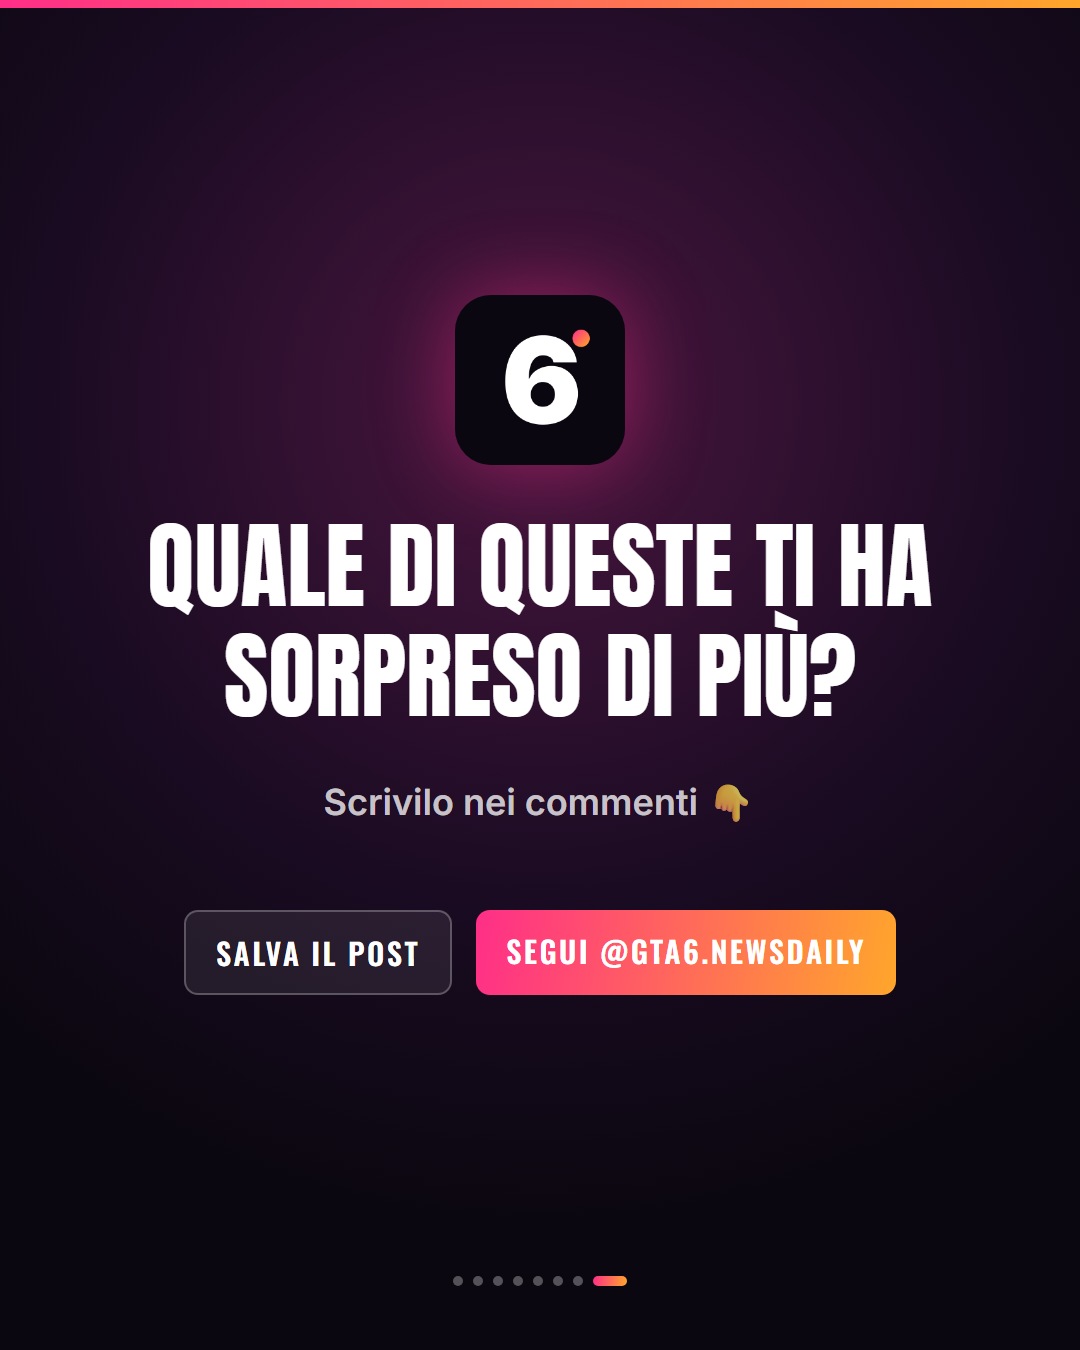 6
QUALE DI QUESTE TI HA
SORPRESO DI PIÙ?
Scrivilo nei commenti 👇
SALVA IL POST
SEGUI @GTA6.NEWSDAILY